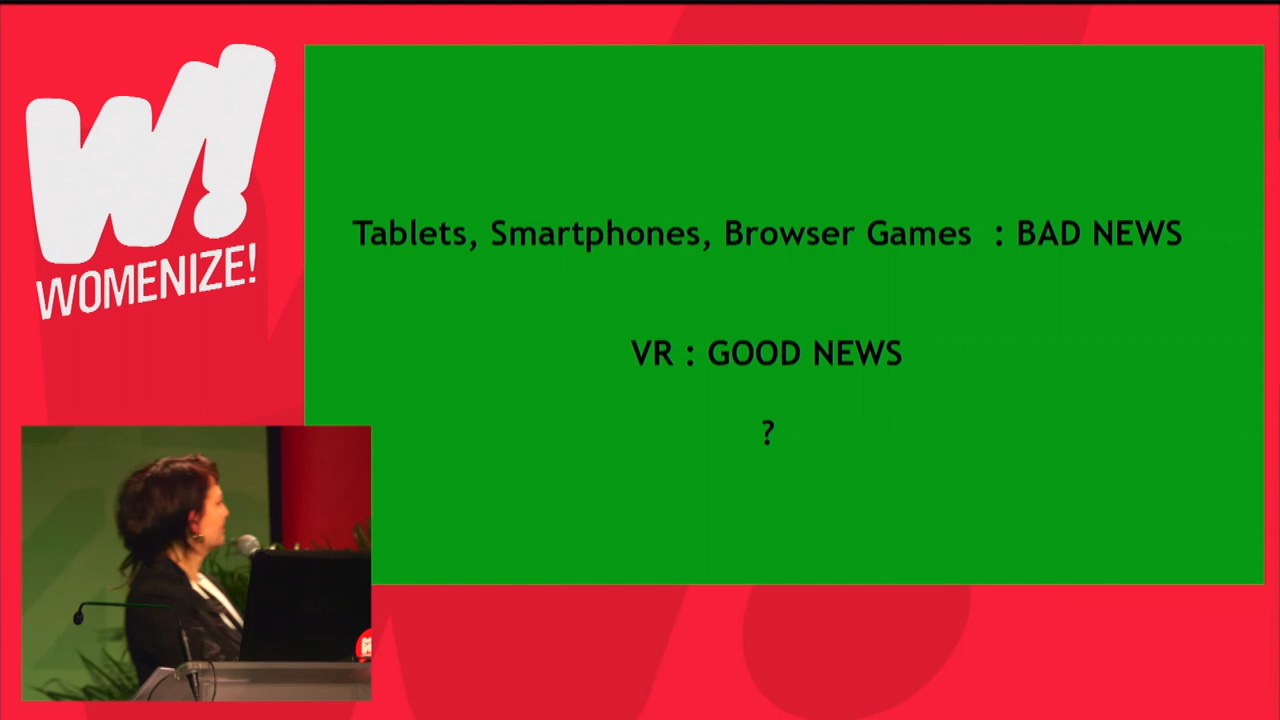 W!
WOMENIZE!
Tablets, Smartphones, Browser Games : BAD NEWS
VR : GOOD NEWS
?